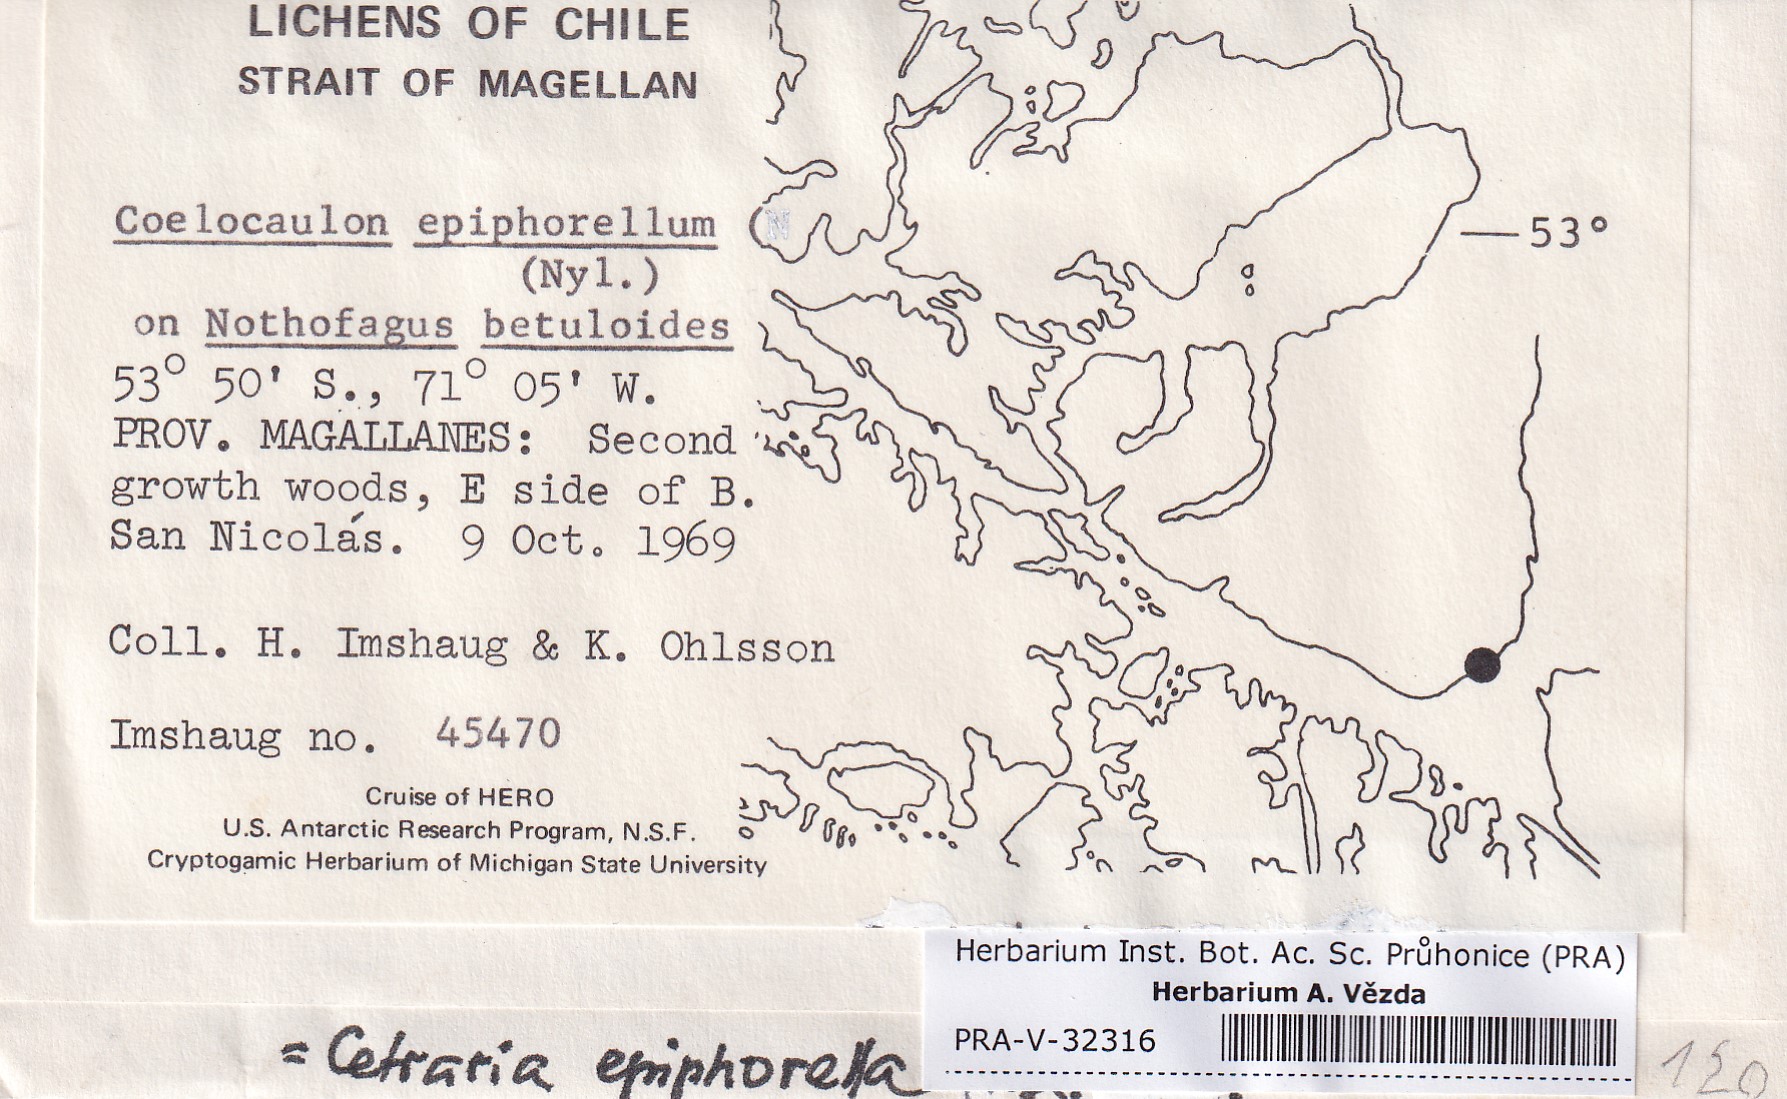 LICHENS OF CHILE
STRAIT OF MAGELLAN
Coelocaulon epiphorellum (N
(Nyl.)
on Nothofagus betuloides
53° 50' S., 71° 05' W.
PROV. MAGALLANES: Second
growth woods, E side of B.
San Nicolás. 9 Oct. 1969
Coll. H. Imshaug & K. Ohlsson
Imshaug no. 45470
Cruise of HERO
U.S. Antarctic Research Program, N.S.F.
Cryptogamic Herbarium of Michigan State University
—53°
Herbarium Inst. Bot. Ac. Sc. Průhonice (PRA)
Herbarium A. Vězda
PRA-V-32316
= Cetraria epiphorella
120